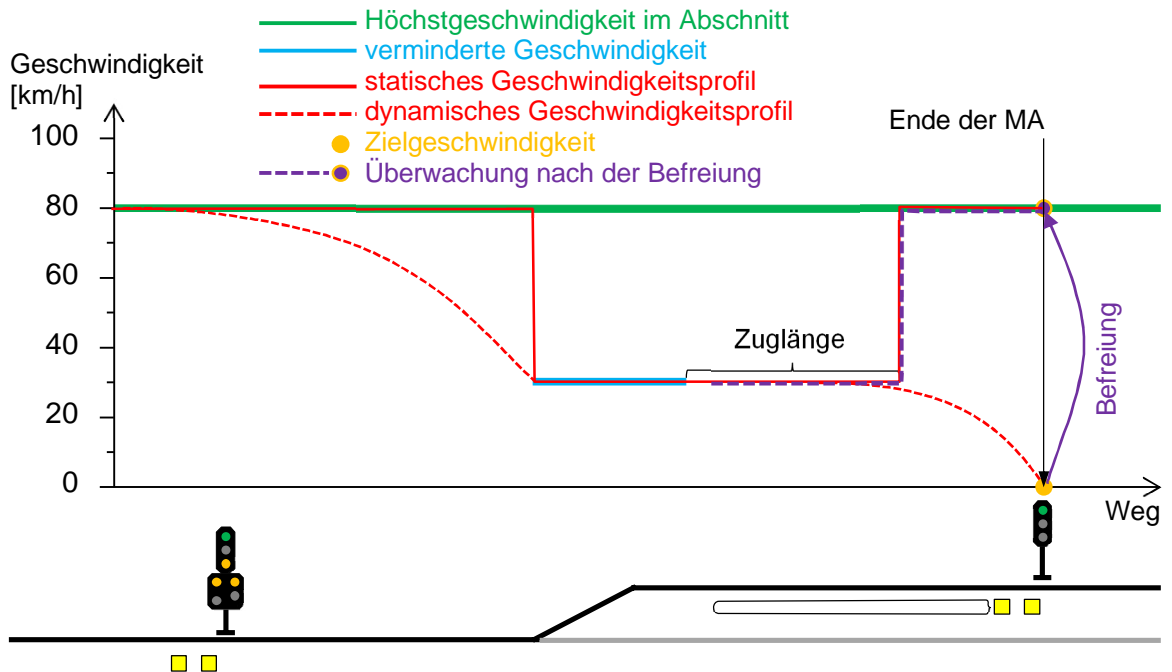 Höchstgeschwindigkeit im Abschnitt
verminderte Geschwindigkeit
statisches Geschwindigkeitsprofil
dynamisches Geschwindigkeitsprofil
Zielgeschwindigkeit
Überwachung nach der Befreiung
Geschwindigkeit
[km/h]
Ende der MA
100
80
60
40
20
0
Zuglänge
Befreiung
Weg